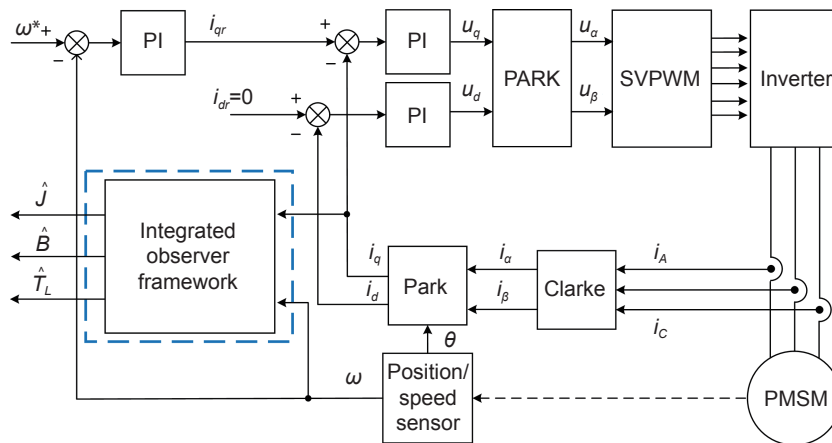 ω*+
−
PI
i_qr
+
−
PI
u_q
PARK
u_α
SVPWM
Inverter
i_dr=0
+
−
PI
u_d
u_β
Ĵ
B̂
T̂_L
Integrated
observer
framework
i_q
i_d
Park
i_α
i_β
Clarke
i_A
i_C
θ
ω
Position/
speed
sensor
PMSM